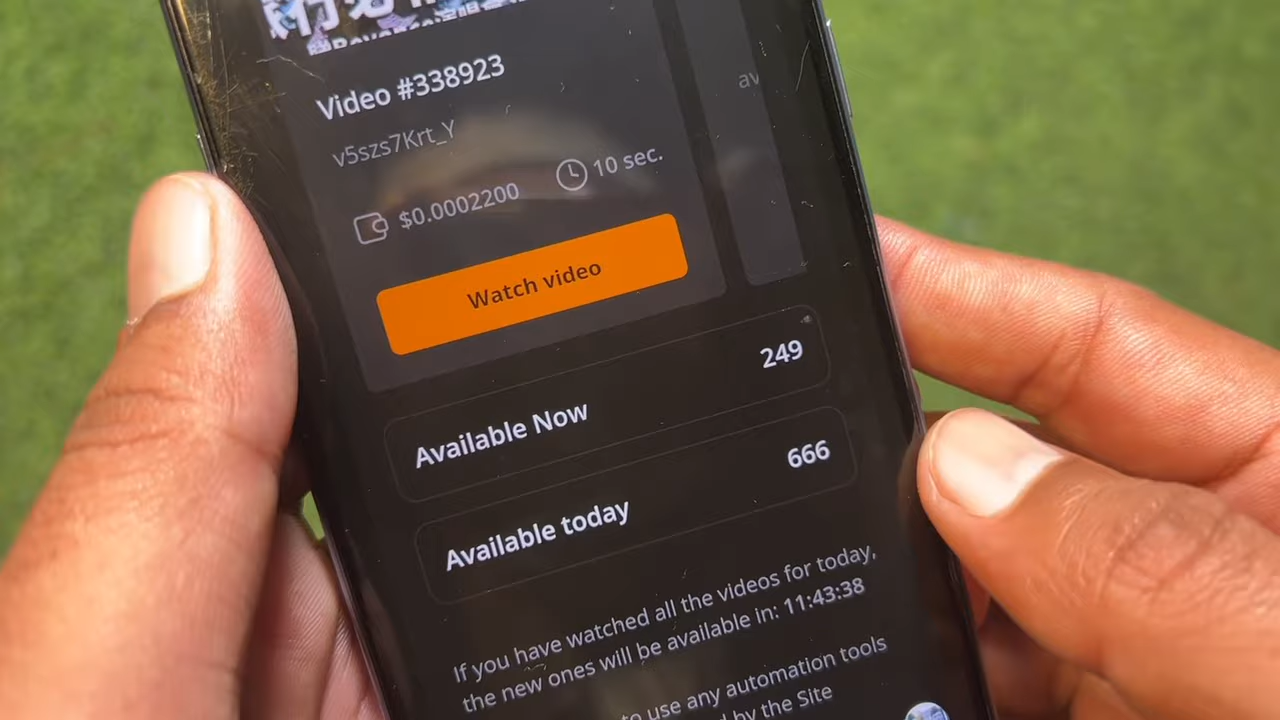 Video #338923
v5szs7Krt_Y
$0.0002200
10 sec.
Watch video
av
Available Now
249
Available today
666
If you have watched all the videos for today,
the new ones will be available in: 11:43:38
to use any automation tools
by the Site